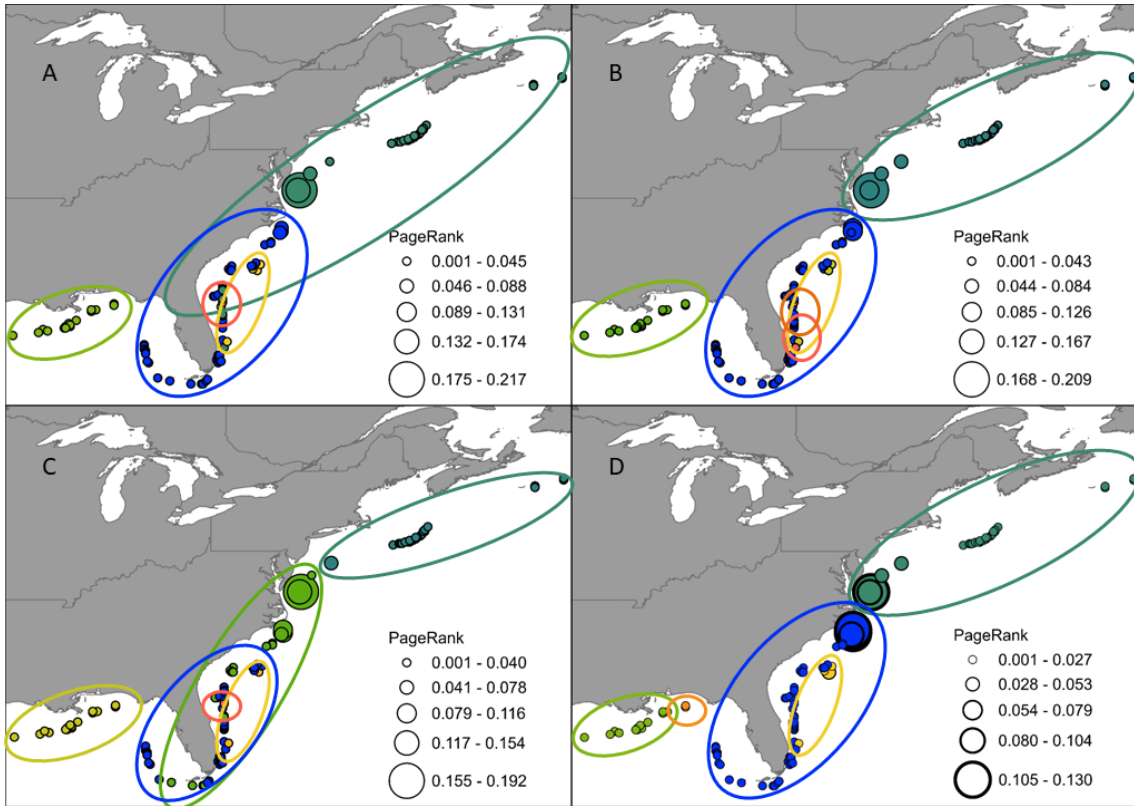 A
PageRank
0.001 - 0.045
0.046 - 0.088
0.089 - 0.131
0.132 - 0.174
0.175 - 0.217
B
PageRank
0.001 - 0.043
0.044 - 0.084
0.085 - 0.126
0.127 - 0.167
0.168 - 0.209
C
PageRank
0.001 - 0.040
0.041 - 0.078
0.079 - 0.116
0.117 - 0.154
0.155 - 0.192
D
PageRank
0.001 - 0.027
0.028 - 0.053
0.054 - 0.079
0.080 - 0.104
0.105 - 0.130